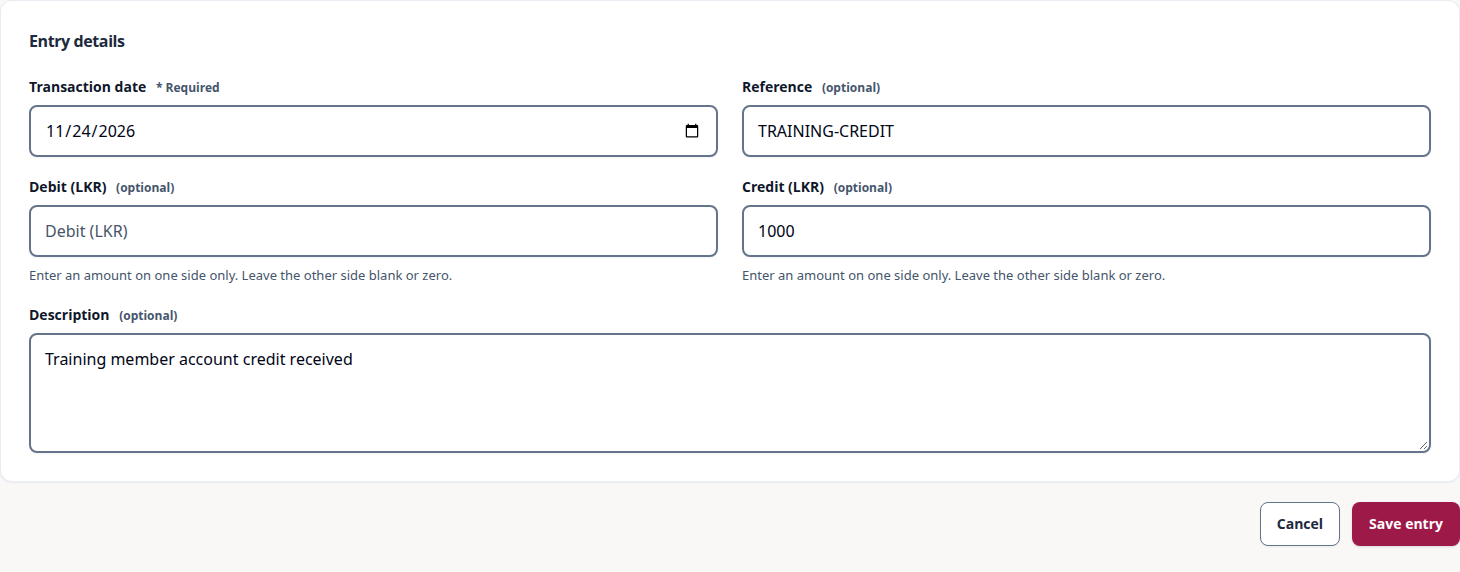 Entry details
Transaction date * Required
Reference (optional)
11/24/2026
TRAINING-CREDIT
Debit (LKR) (optional)
Credit (LKR) (optional)
Debit (LKR)
1000
Enter an amount on one side only. Leave the other side blank or zero.
Enter an amount on one side only. Leave the other side blank or zero.
Description (optional)
Training member account credit received
Cancel
Save entry